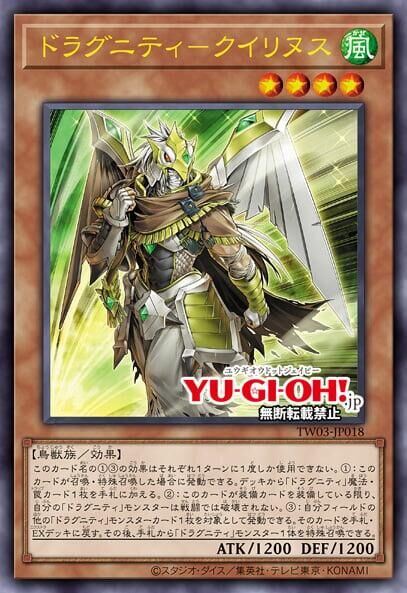 ドラグニティークイリヌス
風
ユウギオウドットジェイピー
YU-GI-OH!.jp
無断転載禁止
TW03-JP018
【鳥獣族／効果】
このカード名の①③の効果はそれぞれ1ターンに1度しか使用できない。①：この
カードが召喚・特殊召喚した場合に発動できる。デッキから「ドラグニティ」魔法・
罠カード1枚を手札に加える。②：このカードが装備カードを装備している限り、
自分の「ドラグニティ」モンスターは戦闘では破壊されない。③：自分フィールドの
他の「ドラグニティ」モンスターカード1枚を対象として発動できる。そのカードを手札・
EXデッキに戻す。その後、手札から「ドラグニティ」モンスター1体を特殊召喚できる。
ATK/1200 DEF/1200
©スタジオ・ダイス／集英社・テレビ東京・KONAMI